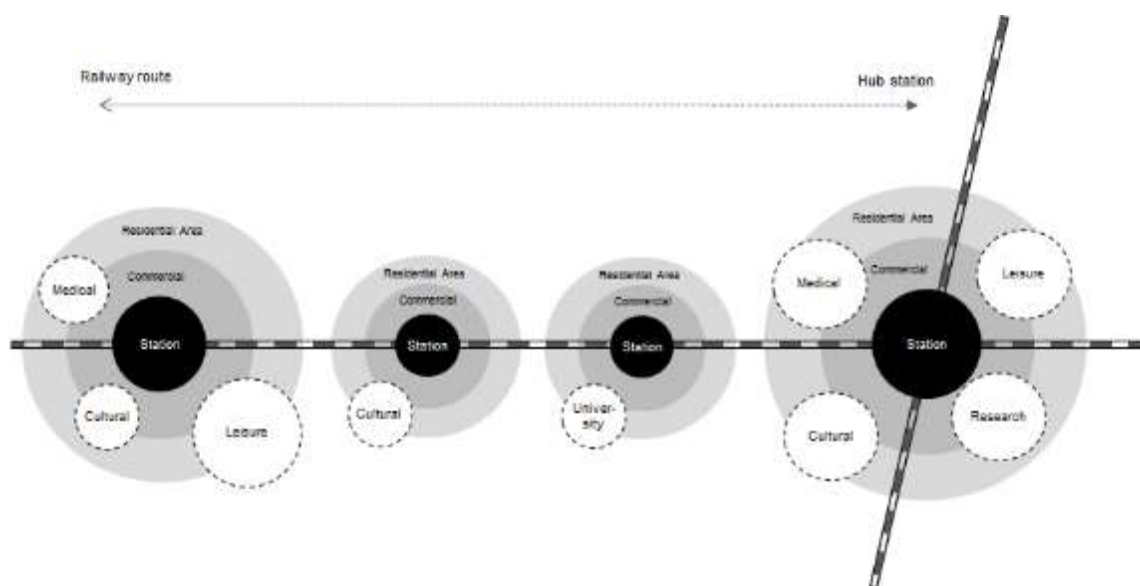 Railway route
Hub station
Residential Area
Commercial
Medical
Station
Cultural
Leisure
Residential Area
Commercial
Station
Cultural
Residential Area
Commercial
Station
Univer-
sity
Residential Area
Commercial
Medical
Leisure
Station
Cultural
Research